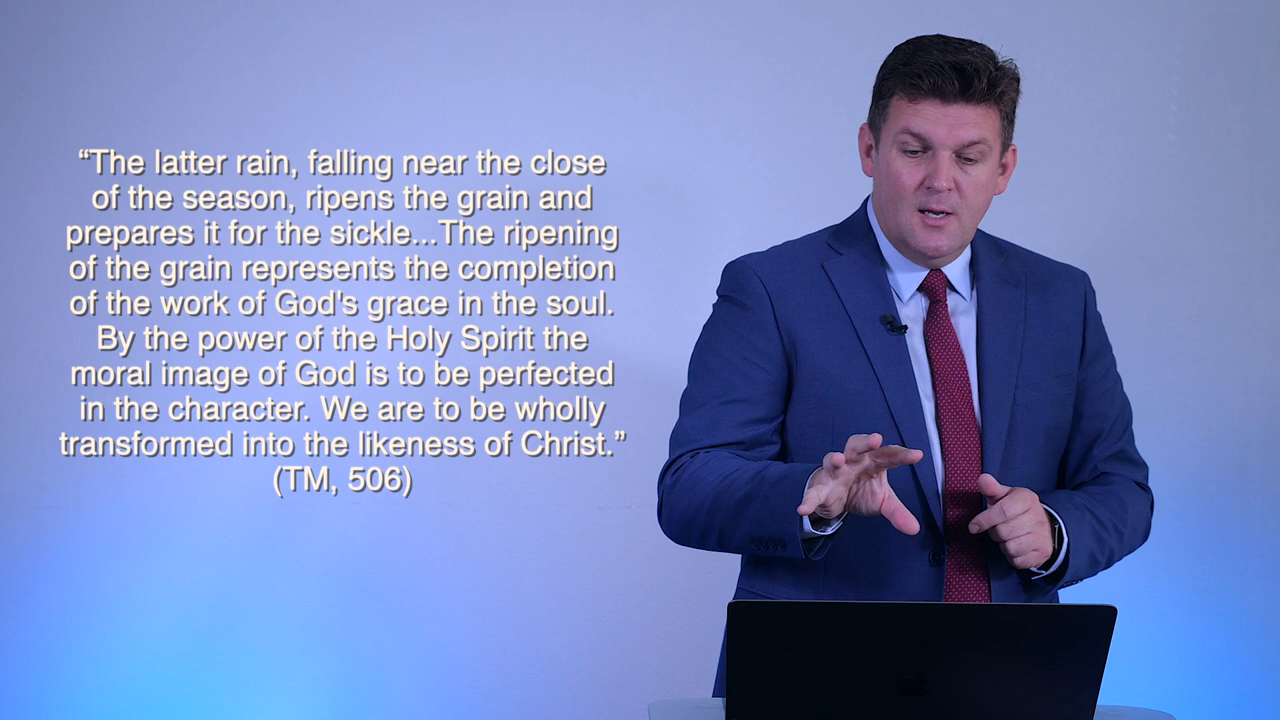 “The latter rain, falling near the close
of the season, ripens the grain and
prepares it for the sickle...The ripening
of the grain represents the completion
of the work of God's grace in the soul.
By the power of the Holy Spirit the
moral image of God is to be perfected
in the character. We are to be wholly
transformed into the likeness of Christ.”
(TM, 506)